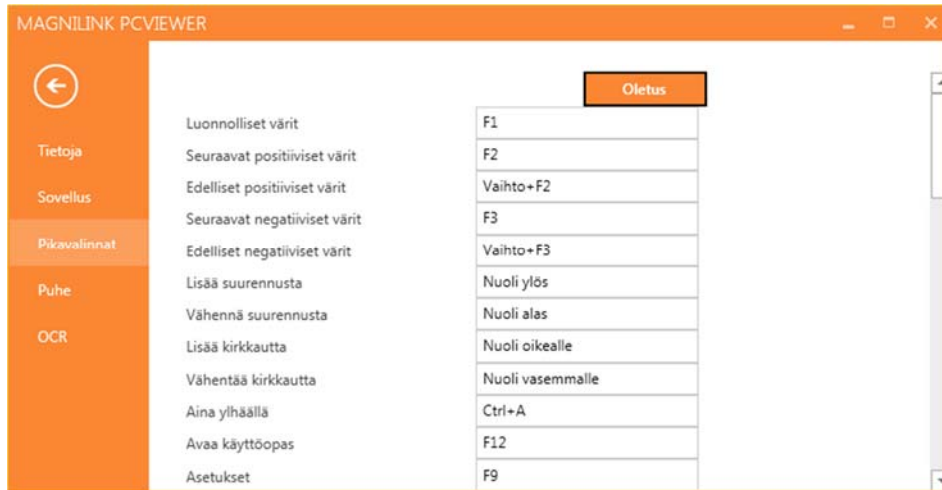 MAGNILINK PCVIEWER
Tietoja
Sovellus
Pikavalinnat
Puhe
OCR
Oletus
Luonnolliset värit F1
Seuraavat positiiviset värit F2
Edelliset positiiviset värit Vaihto+F2
Seuraavat negatiiviset värit F3
Edelliset negatiiviset värit Vaihto+F3
Lisää suurennusta Nuoli ylös
Vähennä suurennusta Nuoli alas
Lisää kirkkautta Nuoli oikealle
Vähentää kirkkautta Nuoli vasemmalle
Aina ylhäällä Ctrl+A
Avaa käyttöopas F12
Asetukset F9